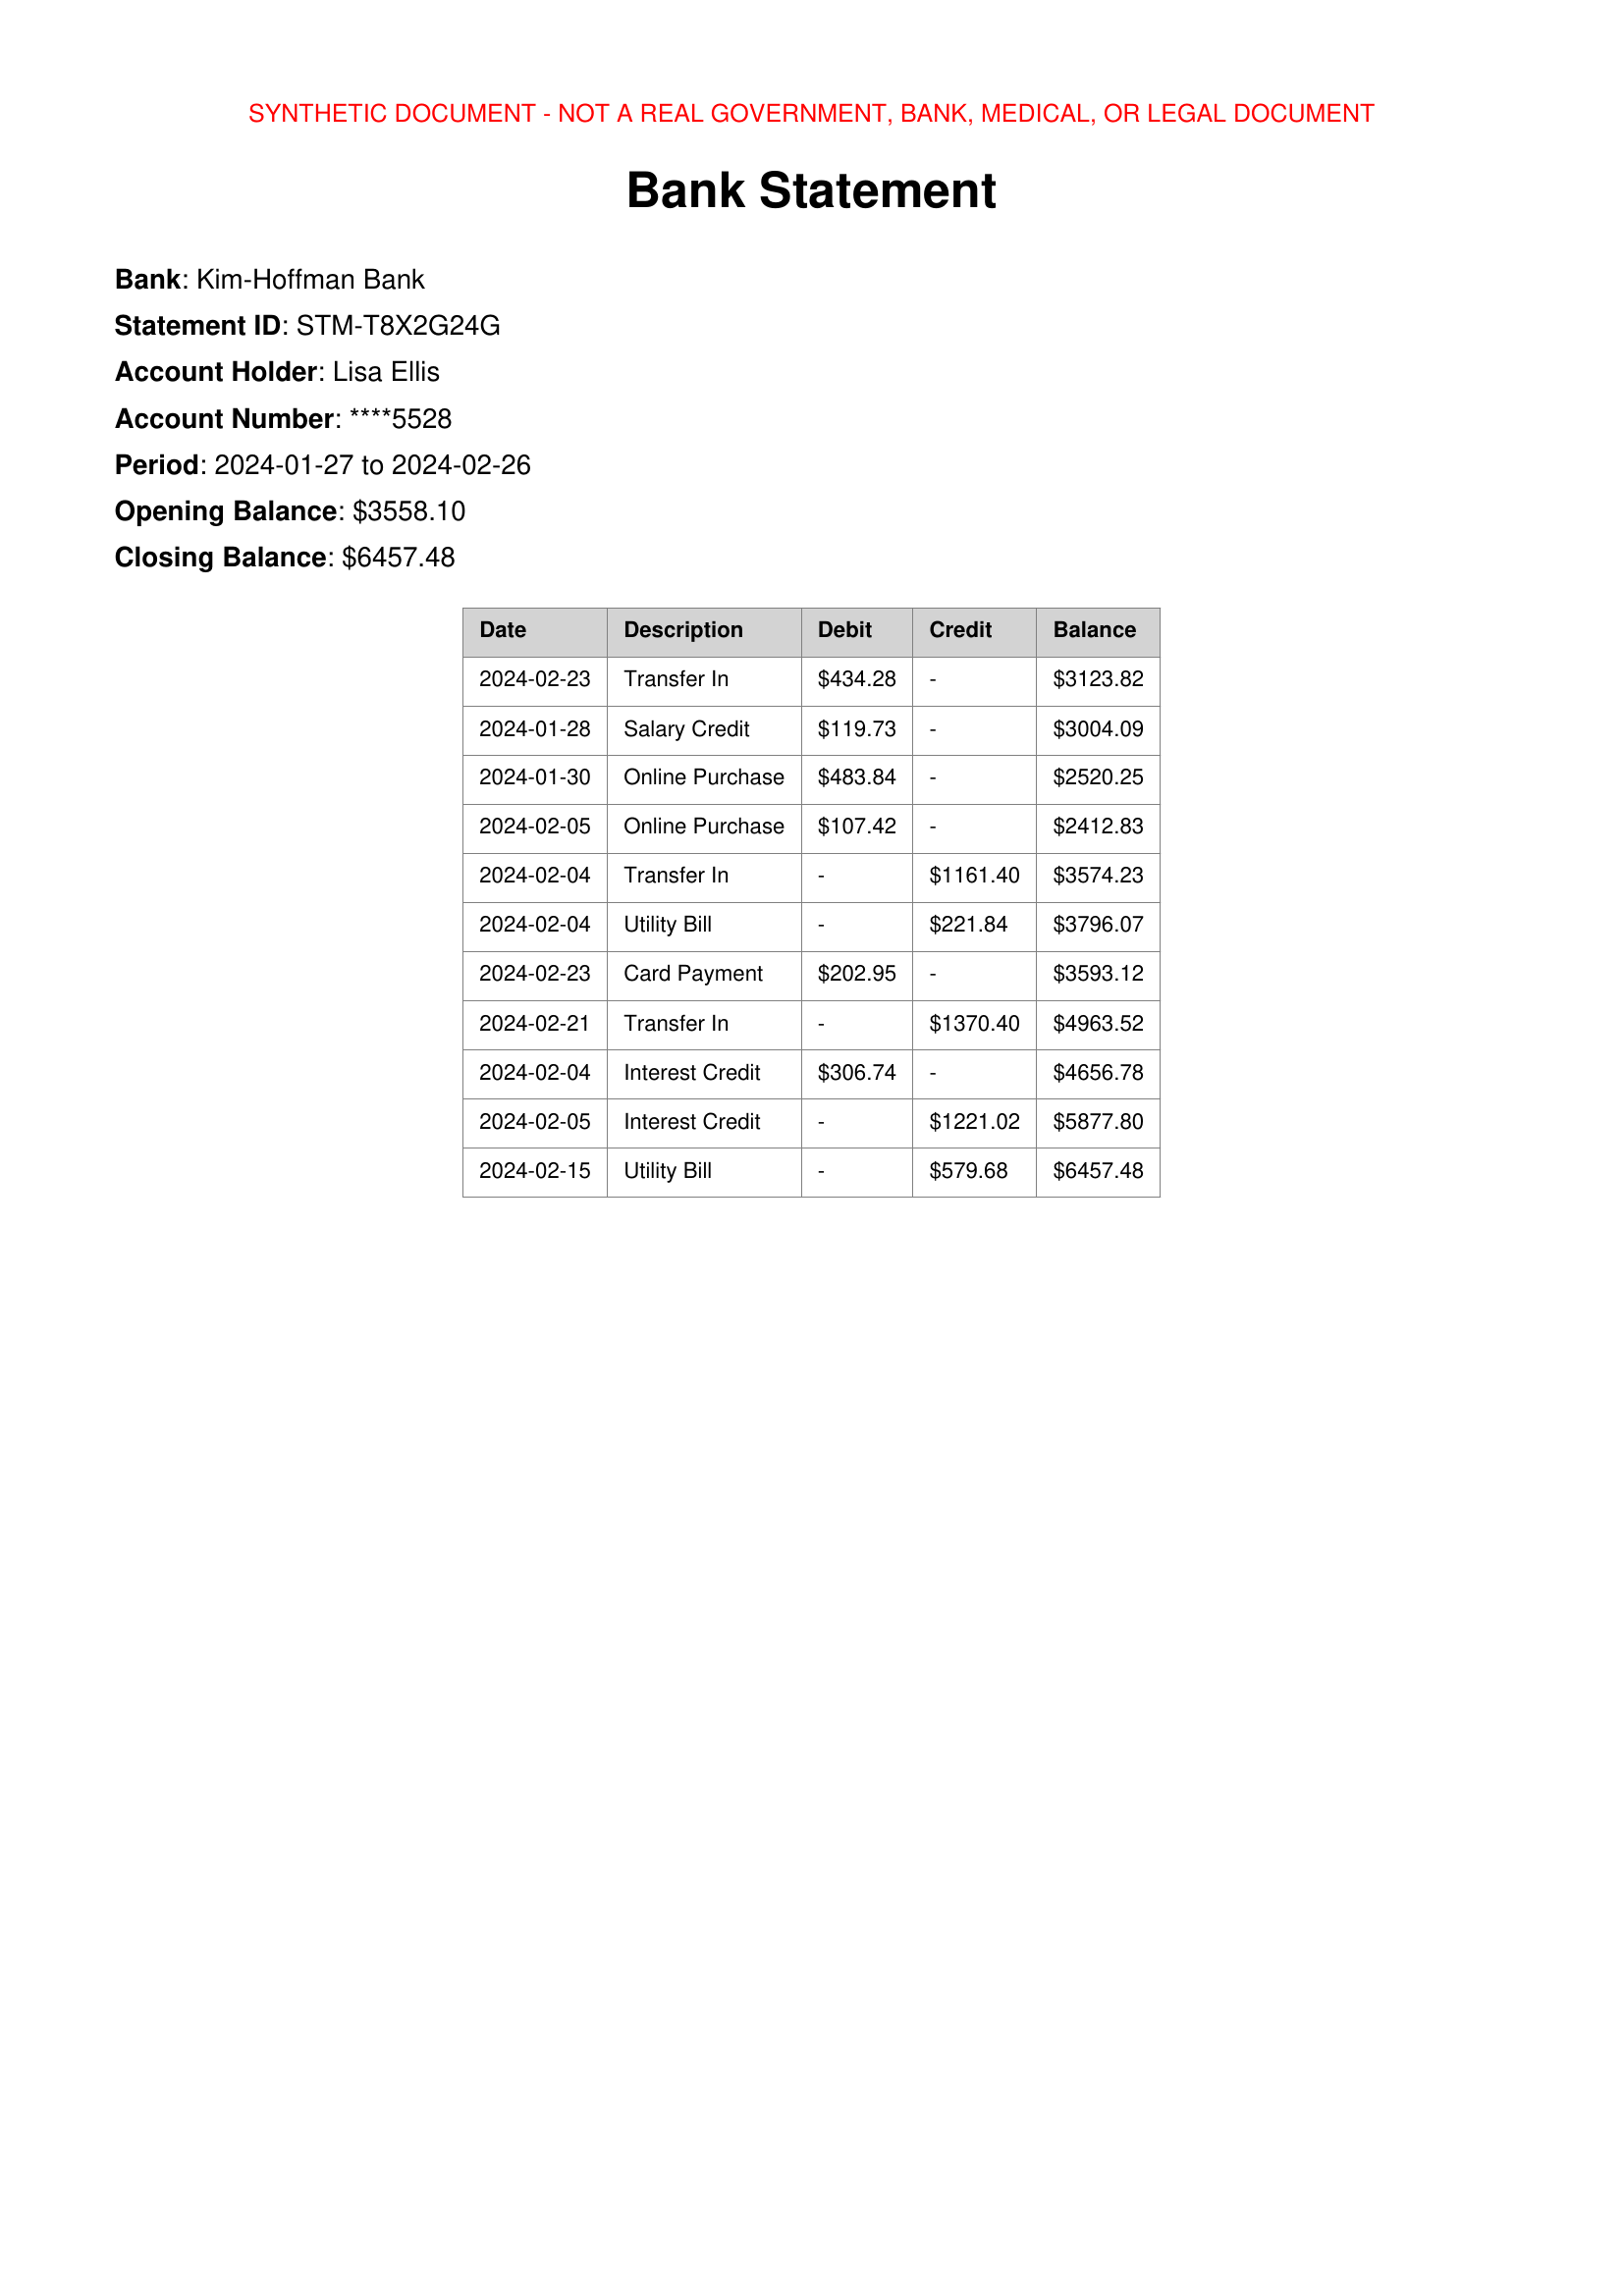 SYNTHETIC DOCUMENT - NOT A REAL GOVERNMENT, BANK, MEDICAL, OR LEGAL DOCUMENT
Bank Statement
Bank: Kim-Hoffman Bank
Statement ID: STM-T8X2G24G
Account Holder: Lisa Ellis
Account Number: ****5528
Period: 2024-01-27 to 2024-02-26
Opening Balance: $3558.10
Closing Balance: $6457.48
Date Description Debit Credit Balance
2024-02-23 Transfer In $434.28 - $3123.82
2024-01-28 Salary Credit $119.73 - $3004.09
2024-01-30 Online Purchase $483.84 - $2520.25
2024-02-05 Online Purchase $107.42 - $2412.83
2024-02-04 Transfer In - $1161.40 $3574.23
2024-02-04 Utility Bill - $221.84 $3796.07
2024-02-23 Card Payment $202.95 - $3593.12
2024-02-21 Transfer In - $1370.40 $4963.52
2024-02-04 Interest Credit $306.74 - $4656.78
2024-02-05 Interest Credit - $1221.02 $5877.80
2024-02-15 Utility Bill - $579.68 $6457.48